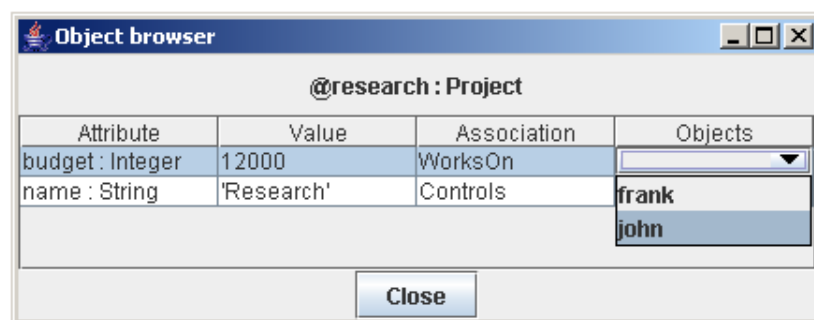 Object browser
@research : Project
Attribute Value Association Objects
budget : Integer 12000 WorksOn
name : String 'Research' Controls frank
john
Close